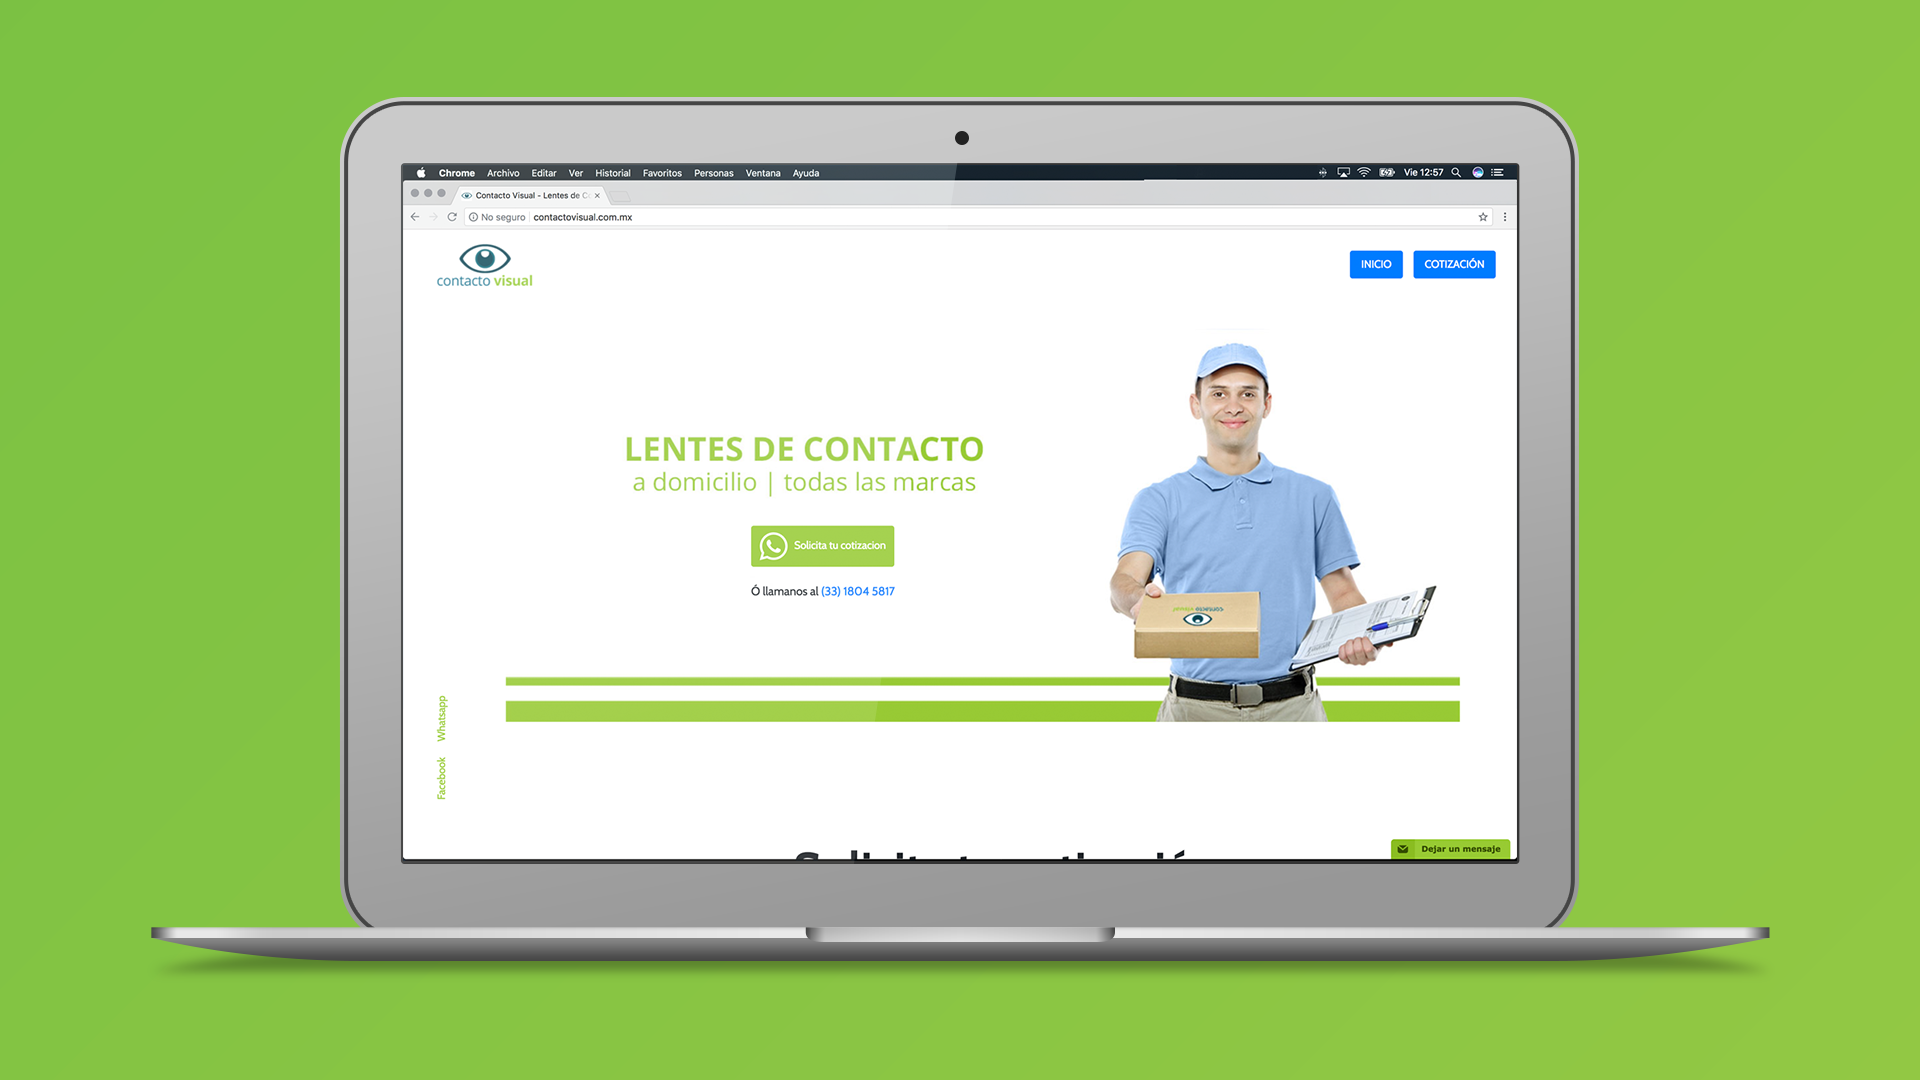 Chrome Archivo Editar Ver Historial Favoritos Personas Ventana Ayuda Vie 12:57
Contacto Visual - Lentes de C
No seguro contactovisual.com.mx
contacto visual
INICIO COTIZACIÓN
LENTES DE CONTACTO
a domicilio | todas las marcas
Solicita tu cotizacion
Ó llamanos al (33) 1804 5817
contacto visual
Whatsapp
Facebook
Dejar un mensaje